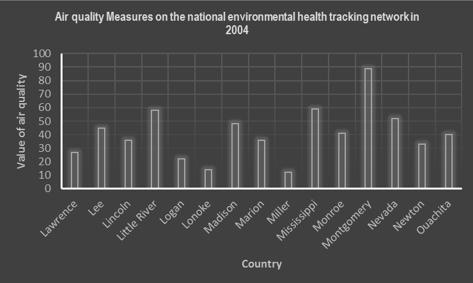 Air quality Measures on the national environmental health tracking network in
2004
Value of air quality
100
90
80
70
60
50
40
30
20
10
0
Lawrence
Lee
Lincoln
Little River
Logan
Lonoke
Madison
Marion
Miller
Mississippi
Monroe
Montgomery
Nevada
Newton
Ouachita
Country